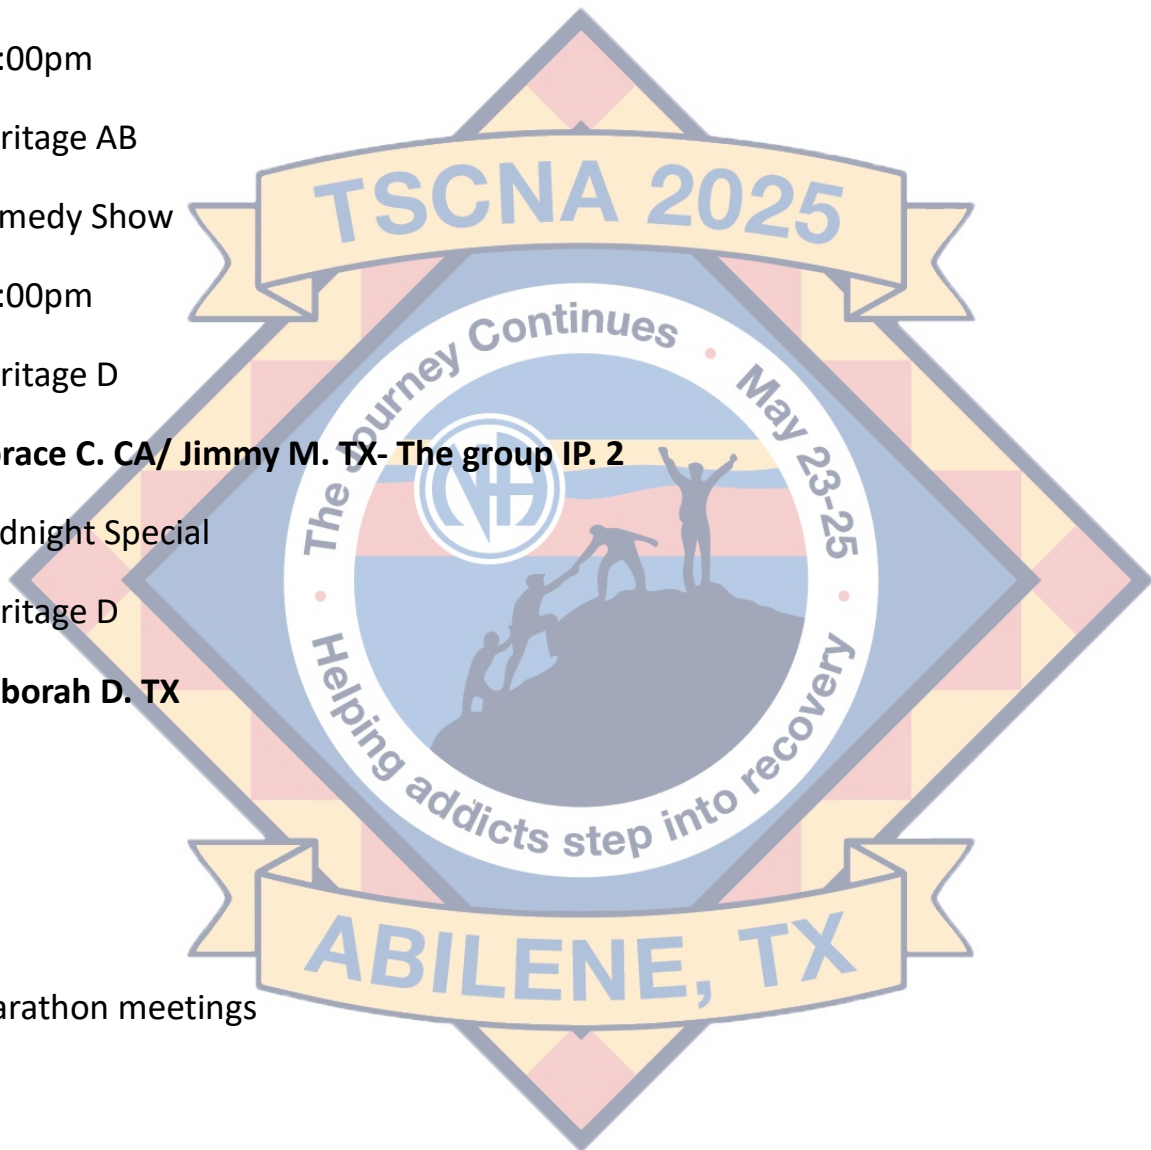 :00pm
ritage AB
medy Show
:00pm
ritage D
race C. CA/ Jimmy M. TX- The group IP. 2
dnight Special
ritage D
borah D. TX
arathon meetings
TSCNA 2025
The Journey Continues • May 23-25 •
Helping addicts step into recovery •
NA
ABILENE, TX